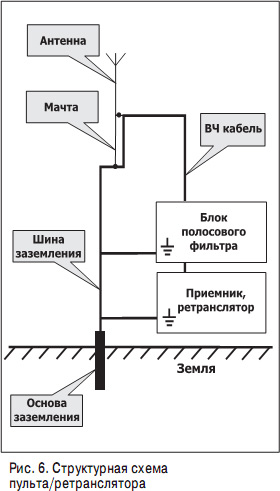 Антенна
Мачта
ВЧ кабель
Блок
полосового
фильтра
Шина
заземления
Приемник,
ретранслятор
Земля
Основа
заземления
Рис. 6. Структурная схема
пульта/ретранслятора